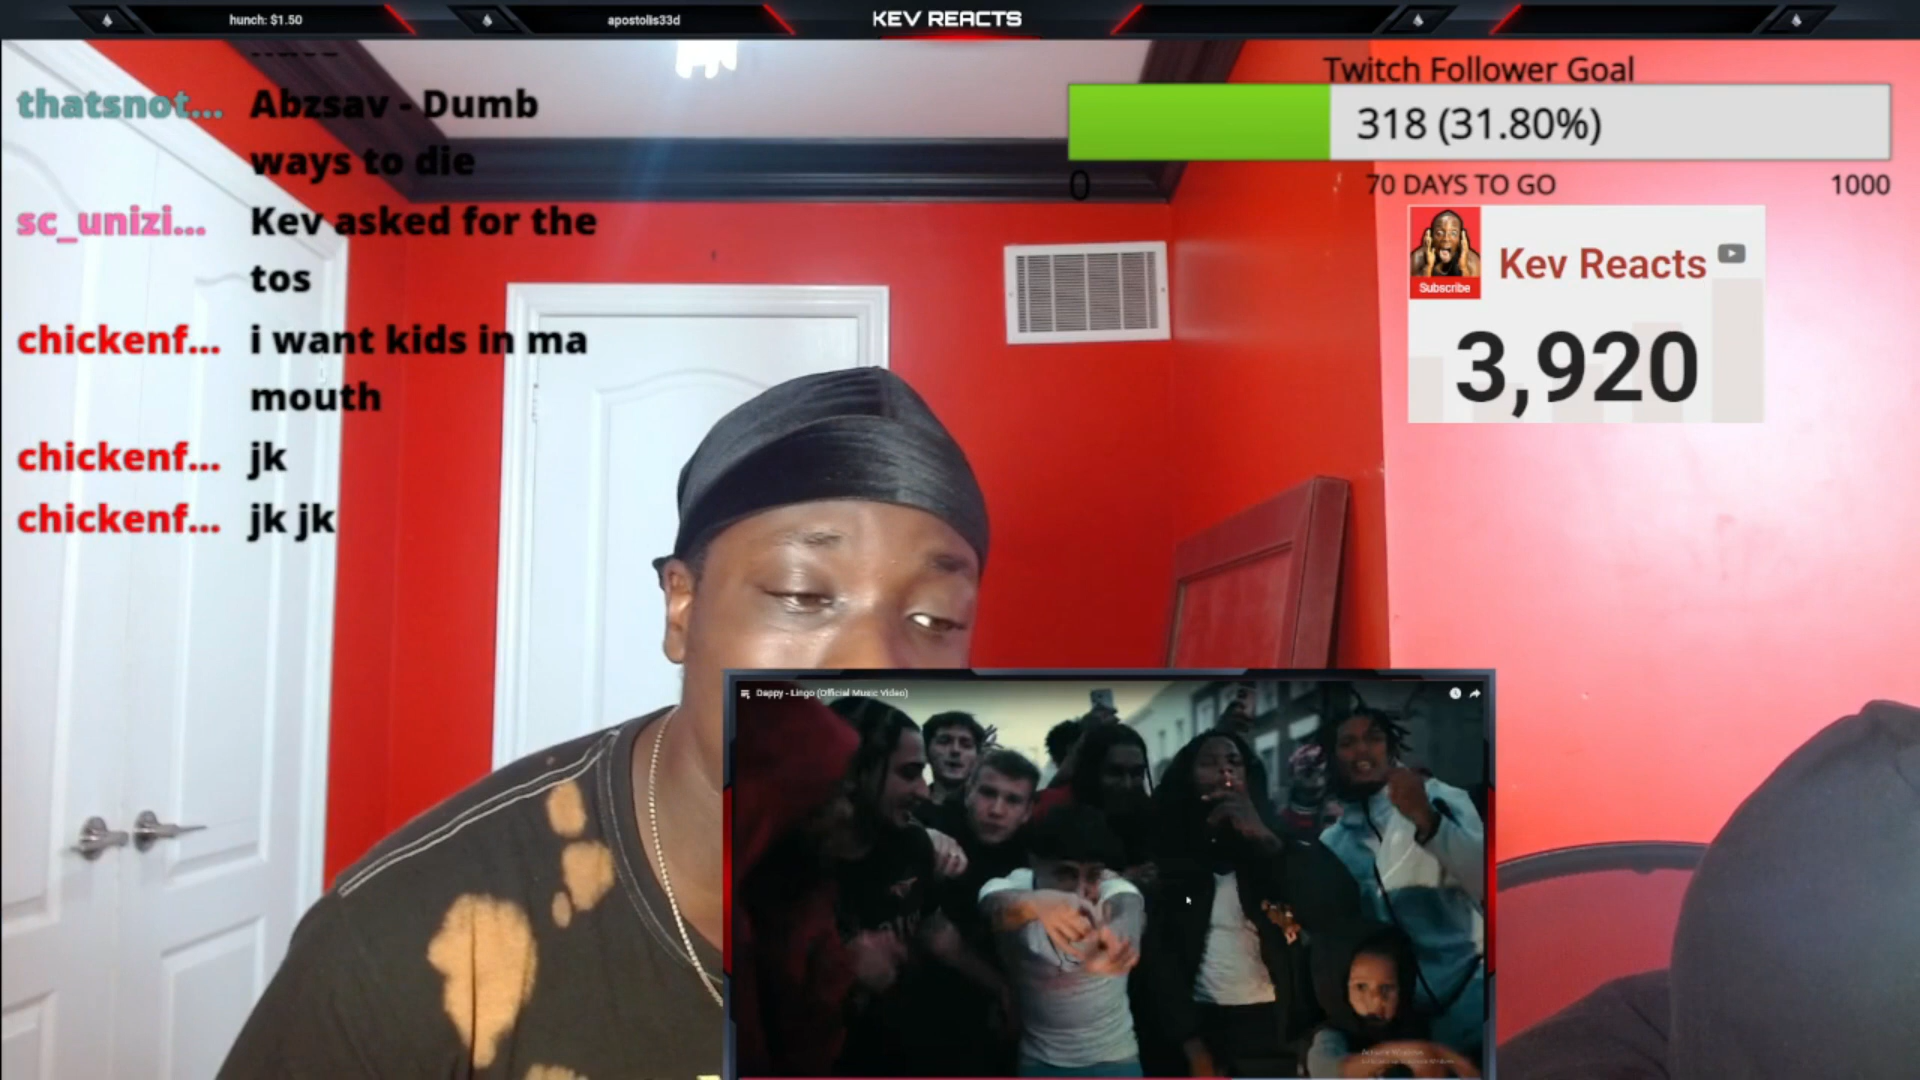 hunch: $1.50
apostolis33d
KEV REACTS
Twitch Follower Goal
318 (31.80%)
0
70 DAYS TO GO
1000
Subscribe
Kev Reacts
3,920
thatsnot... Abzsav - Dumb
ways to die
sc_unizi... Kev asked for the
tos
chickenf... i want kids in ma
mouth
chickenf... jk
chickenf... jk jk
Dappy - Lingo (Official Music Video)